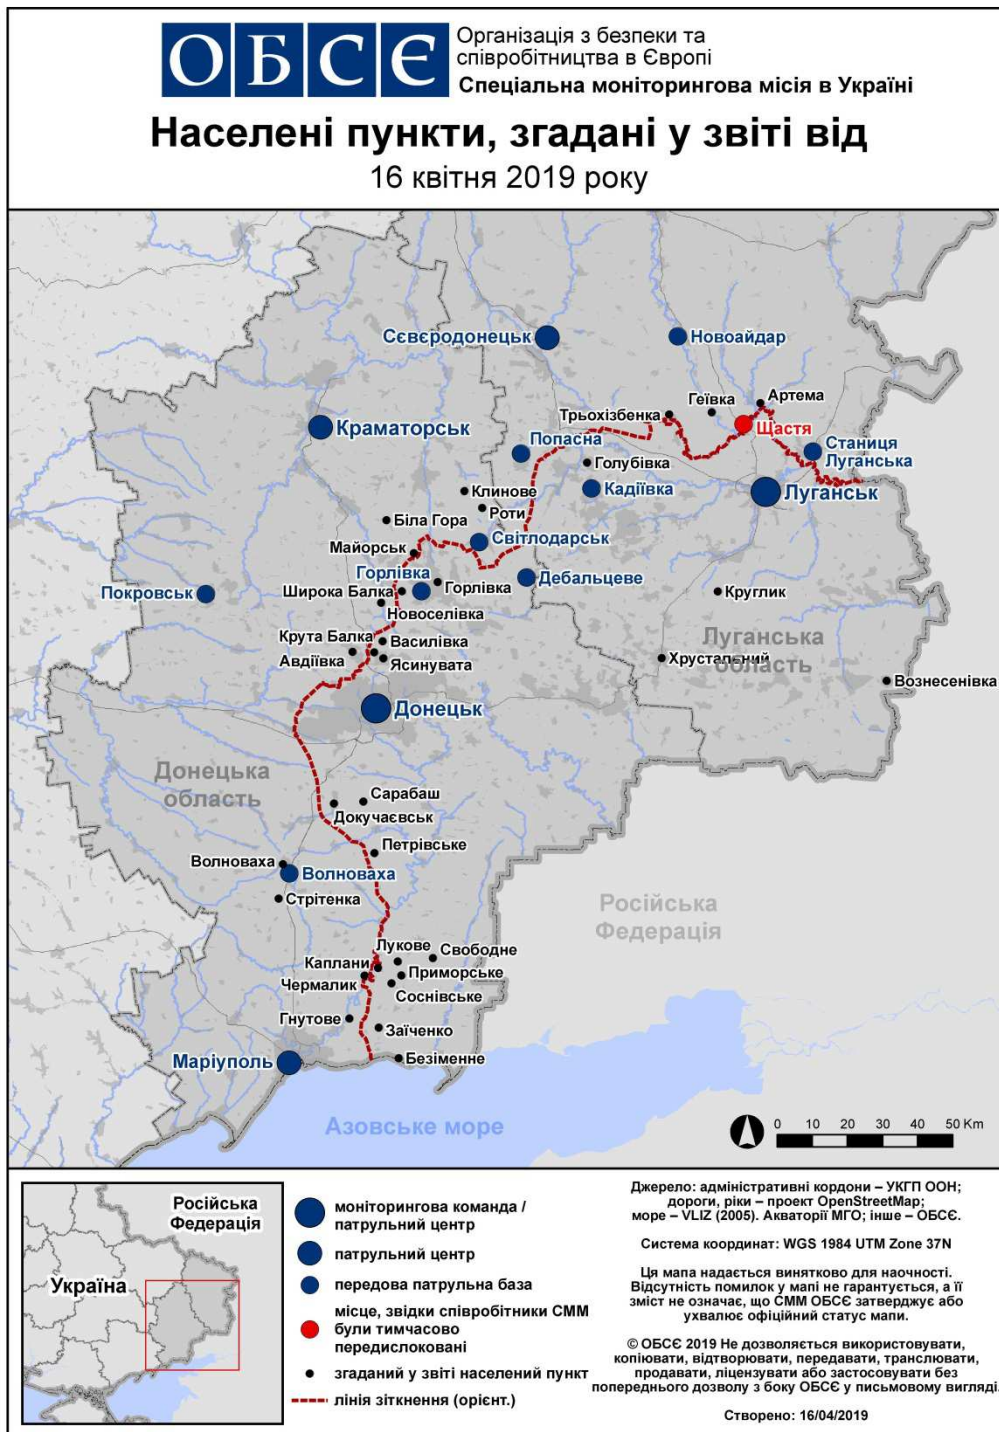 ОБСЄ
Організація з безпеки та
співробітництва в Європі
Спеціальна моніторингова місія в Україні
Населені пункти, згадані у звіті від
16 квітня 2019 року
Сєвєродонецьк
Новоайдар
Артема
Геївка
Трьохізбенка
Щастя
Краматорськ
Попасна
Станиця
Луганська
Голубівка
Кадіївка
Луганськ
Клинове
Роти
Біла Гора
Світлодарськ
Майорськ
Горлівка
Дебальцеве
Покровськ
Широка Балка
Горлівка
Круглик
Новоселівка
Крута Балка
Василівка
Луганська
область
Авдіївка
Ясинувата
Хрустальний
Вознесенівка
Донецьк
Донецька
область
Сарабаш
Докучаєвськ
Петрівське
Волноваха
Волноваха
Стрітенка
Російська
Федерація
Лукове
Свободне
Каплани
Приморське
Чермалик
Соснівське
Гнутове
Заїченко
Маріуполь
Безіменне
Азовське море
0 10 20 30 40 50 Km
Російська
Федерація
Україна
моніторингова команда /
патрульний центр
патрульний центр
передова патрульна база
місце, звідки співробітники СММ
були тимчасово
передислоковані
згаданий у звіті населений пункт
лінія зіткнення (орієнт.)
Джерело: адміністративні кордони – УКГП ООН;
дороги, ріки – проект OpenStreetMap;
море – VLIZ (2005). Акваторії МГО; інше – ОБСЄ.
Система координат: WGS 1984 UTM Zone 37N
Ця мапа надається винятково для наочності.
Відсутність помилок у мапі не гарантується, а її
зміст не означає, що СММ ОБСЄ затверджує або
ухвалює офіційний статус мапи.
© ОБСЄ 2019 Не дозволяється використовувати,
копіювати, відтворювати, передавати, транслювати,
продавати, ліцензувати або застосовувати без
попереднього дозволу з боку ОБСЄ у письмовому вигляді.
Створено: 16/04/2019